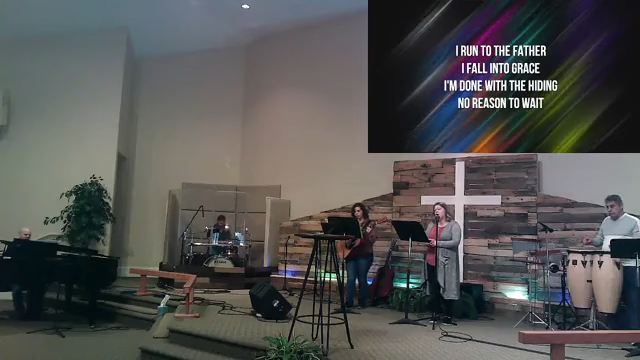 I RUN TO THE FATHER
I FALL INTO GRACE
I'M DONE WITH THE HIDING
NO REASON TO WAIT